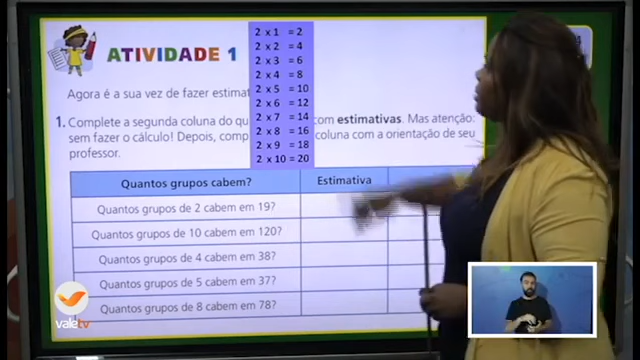 ATIVIDADE 1
2 x 1 = 2
2 x 2 = 4
2 x 3 = 6
2 x 4 = 8
2 x 5 = 10
2 x 6 = 12
2 x 7 = 14
2 x 8 = 16
2 x 9 = 18
2 x 10 = 20
Agora é a sua vez de fazer
1. Complete a segunda coluna do com estimativas. Mas atenção:
sem fazer o cálculo! Depois, coluna com a orientação de seu
professor.
Quantos grupos cabem? Estimativa
Quantos grupos de 2 cabem em 19?
Quantos grupos de 10 cabem em 120?
Quantos grupos de 4 cabem em 38?
Quantos grupos de 5 cabem em 37?
Quantos grupos de 8 cabem em 78?
vale tv